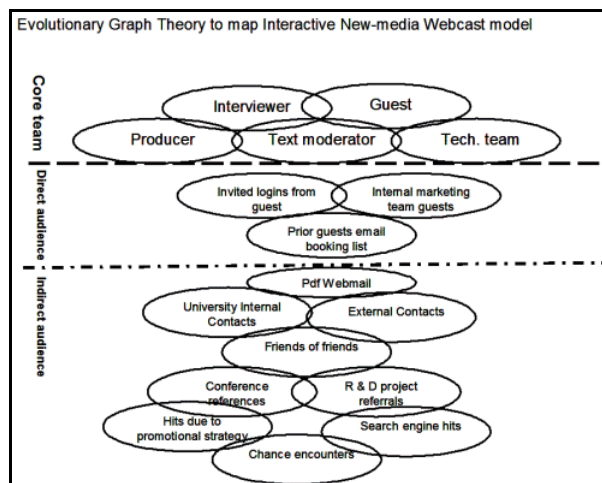 Evolutionary Graph Theory to map Interactive New-media Webcast model
Core team
Interviewer
Guest
Producer
Text moderator
Tech. team
Direct audience
Invited logins from
guest
Internal marketing
team guests
Prior guests email
booking list
Indirect audience
Pdf Webmail
University Internal
Contacts
External Contacts
Friends of friends
Conference
references
R & D project
referrals
Hits due to
promotional strategy
Search engine hits
Chance encounters